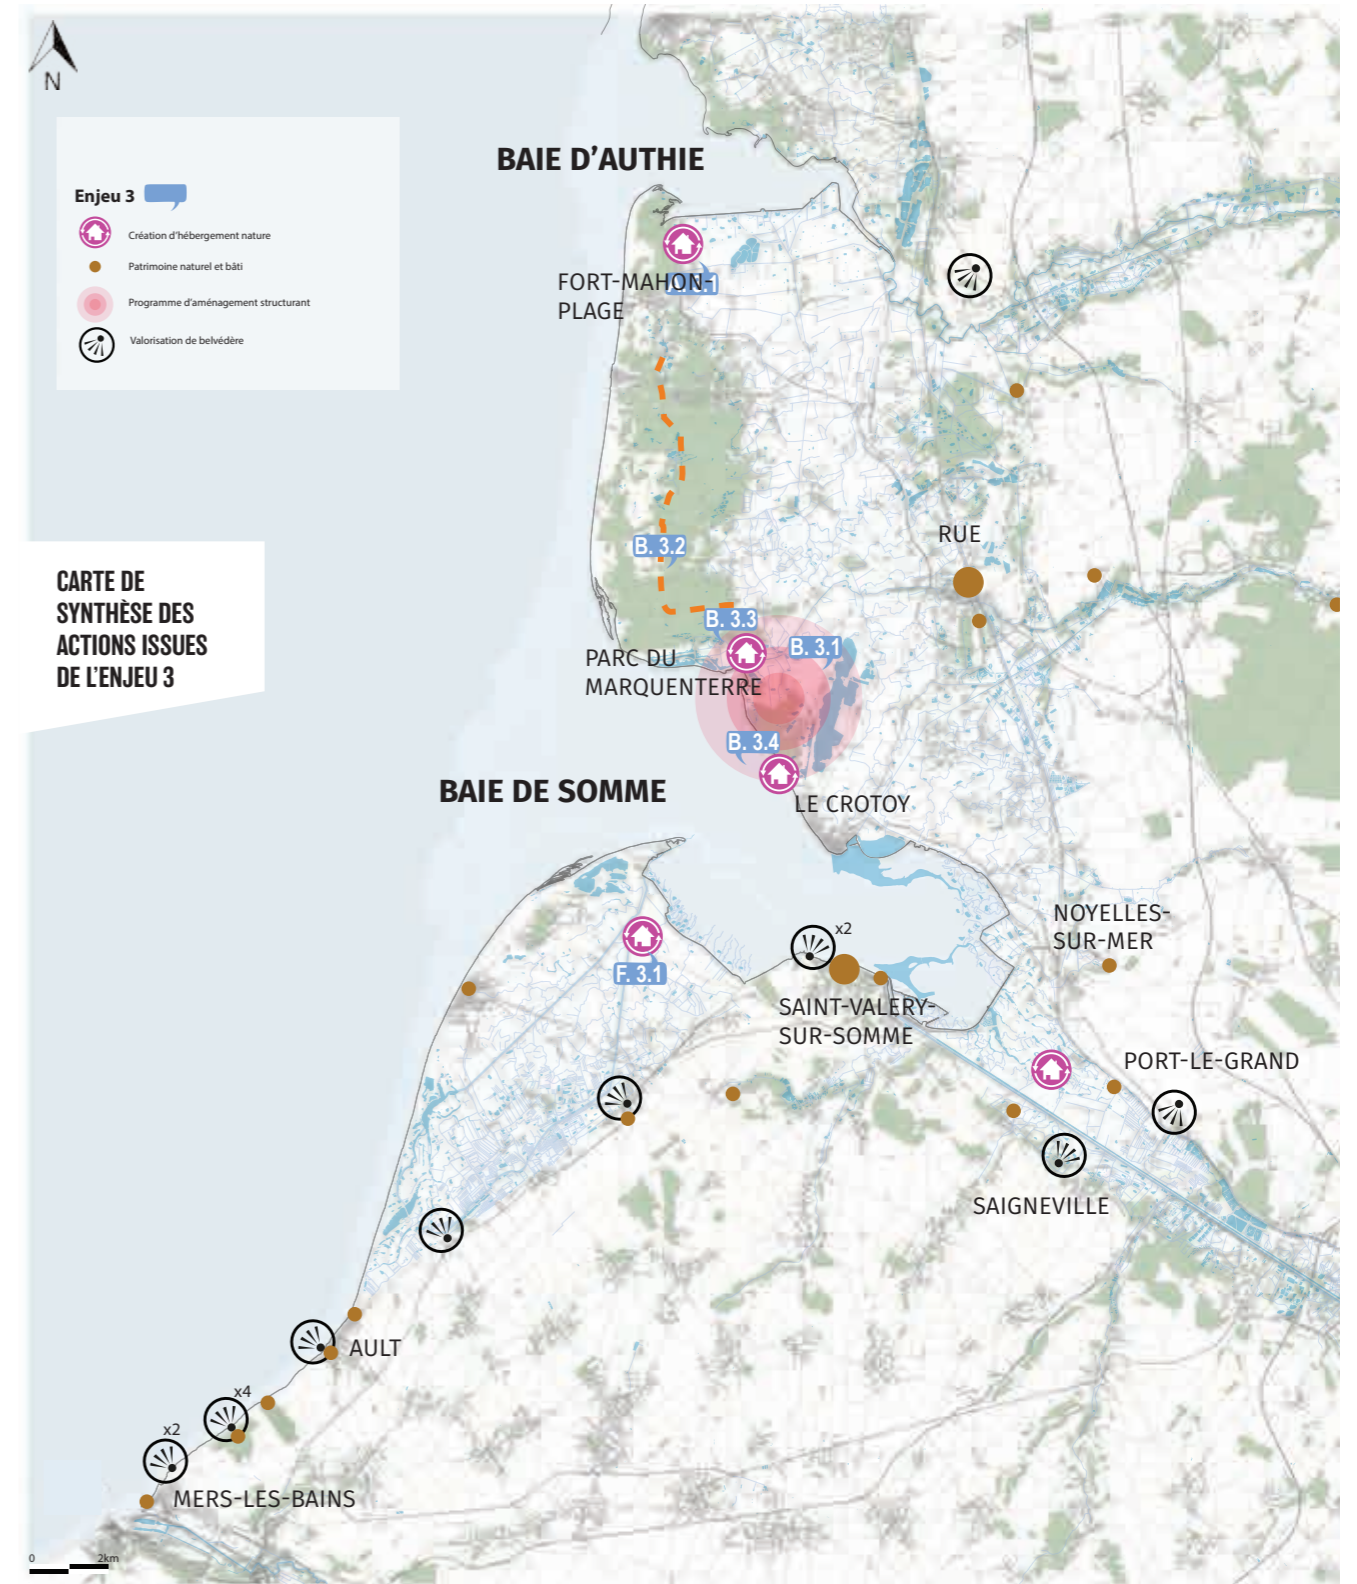 N
Enjeu 3
Création d'hébergement nature
Patrimoine naturel et bâti
Programme d'aménagement structurant
Valorisation de belvédère
CARTE DE
SYNTHÈSE DES
ACTIONS ISSUES
DE L'ENJEU 3
BAIE D'AUTHIE
FORT-MAHON-
PLAGE
B. 3.2
RUE
B. 3.3
B. 3.1
PARC DU
MARQUENTERRE
B. 3.4
BAIE DE SOMME
LE CROTOY
NOYELLES-
SUR-MER
x2
F. 3.1
SAINT-VALERY-
SUR-SOMME
PORT-LE-GRAND
SAIGNEVILLE
AULT
x4
x2
MERS-LES-BAINS
0
2km